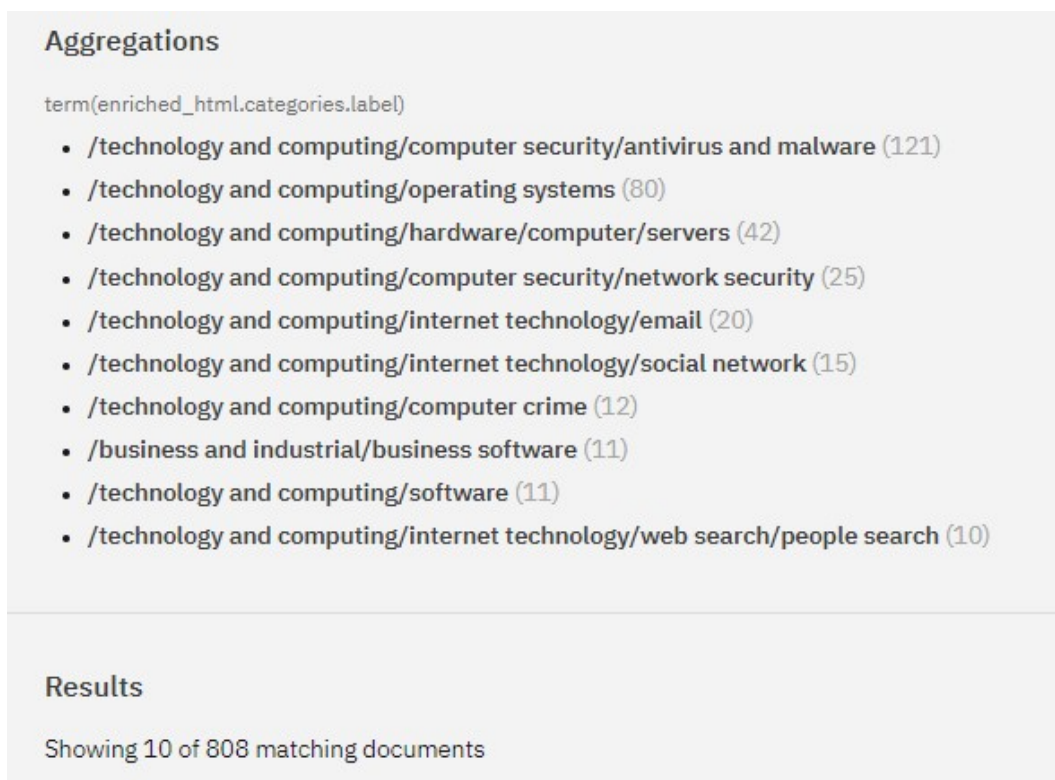 Aggregations
term(enriched_html.categories.label)
• /technology and computing/computer security/antivirus and malware (121)
• /technology and computing/operating systems (80)
• /technology and computing/hardware/computer/servers (42)
• /technology and computing/computer security/network security (25)
• /technology and computing/internet technology/email (20)
• /technology and computing/internet technology/social network (15)
• /technology and computing/computer crime (12)
• /business and industrial/business software (11)
• /technology and computing/software (11)
• /technology and computing/internet technology/web search/people search (10)
Results
Showing 10 of 808 matching documents